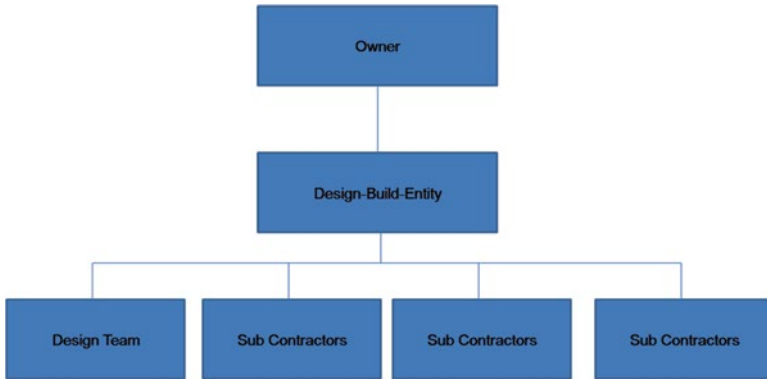 Owner
Design-Build-Entity
Design Team
Sub Contractors
Sub Contractors
Sub Contractors